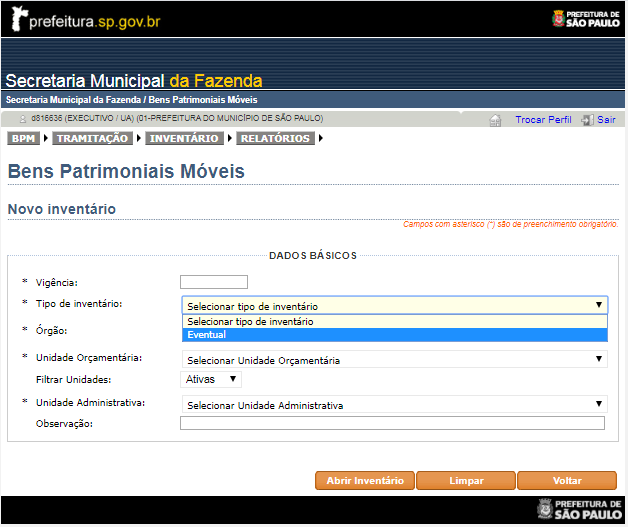 prefeitura.sp.gov.br
PREFEITURA DE
SÃO PAULO
Secretaria Municipal da Fazenda
Secretaria Municipal da Fazenda / Bens Patrimoniais Móveis
d816636 (EXECUTIVO / UA) (01-PREFEITURA DO MUNICÍPIO DE SÃO PAULO)
Trocar Perfil
Sair
BPM
TRAMITAÇÃO
INVENTÁRIO
RELATÓRIOS
Bens Patrimoniais Móveis
Novo inventário
Campos com asterisco (*) são de preenchimento obrigatório.
DADOS BÁSICOS
* Vigência:
* Tipo de inventário:
Selecionar tipo de inventário
Selecionar tipo de inventário
Eventual
* Órgão:
* Unidade Orçamentária:
Selecionar Unidade Orçamentária
Filtrar Unidades:
Ativas
* Unidade Administrativa:
Selecionar Unidade Administrativa
Observação:
Abrir Inventário
Limpar
Voltar
PREFEITURA DE
SÃO PAULO